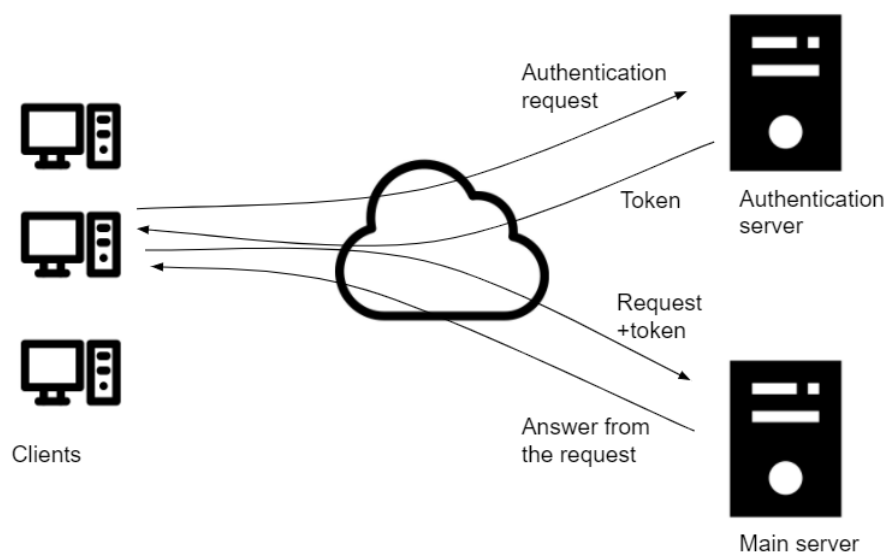 Authentication
request
Token
Authentication
server
Request
+token
Answer from
the request
Clients
Main server